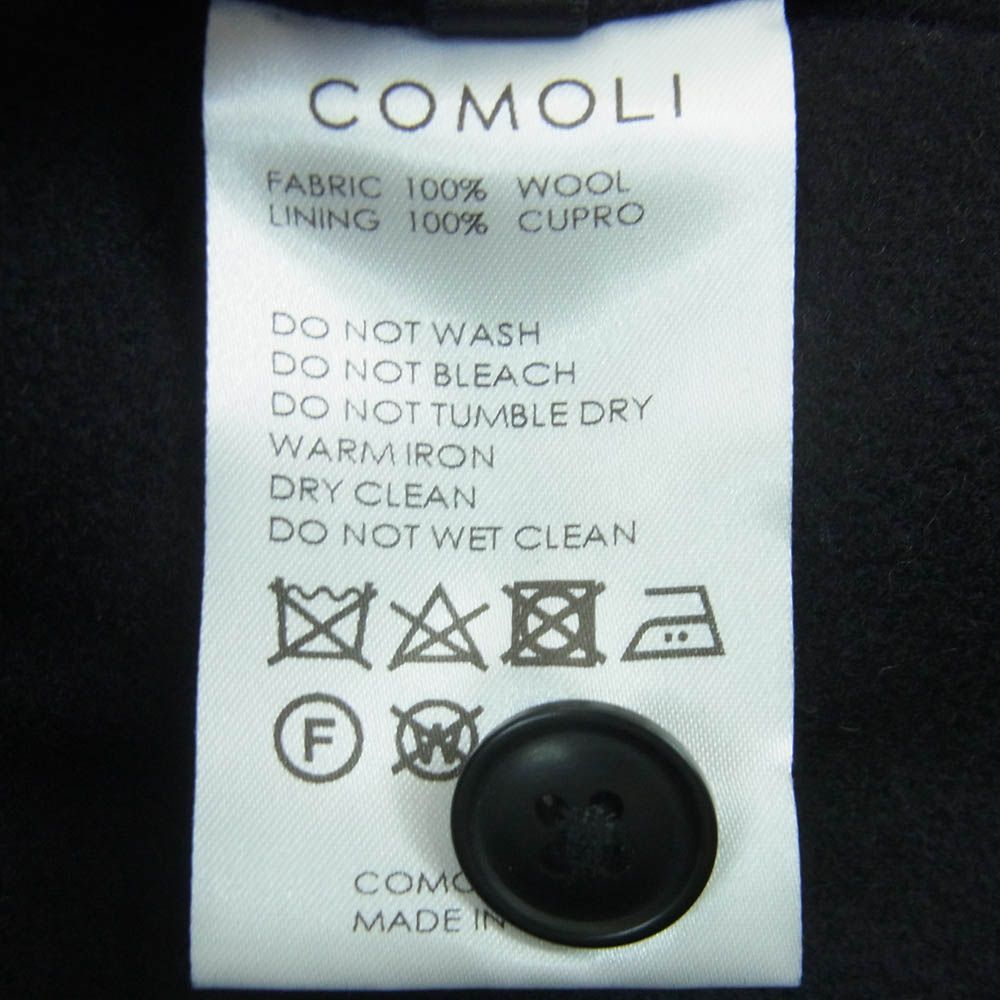 COMOLI
FABRIC 100% WOOL
LINING 100% CUPRO
DO NOT WASH
DO NOT BLEACH
DO NOT TUMBLE DRY
WARM IRON
DRY CLEAN
DO NOT WET CLEAN
F W
MADE IN